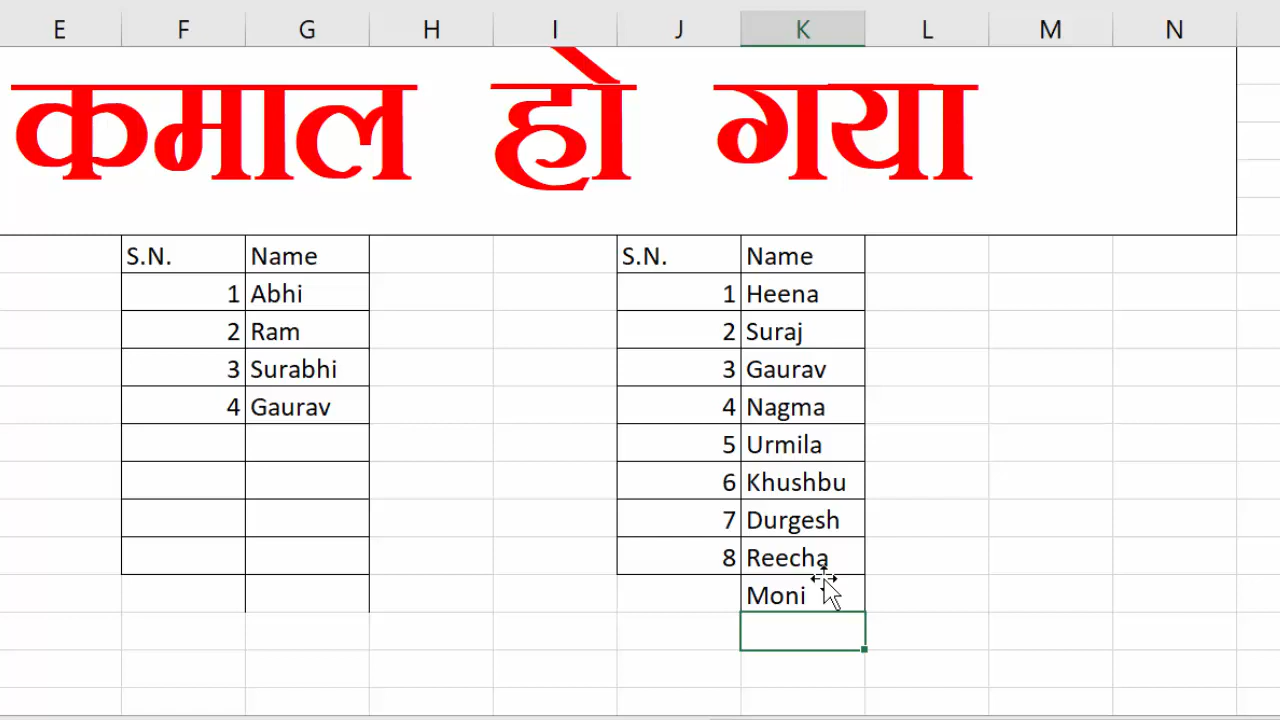 E F G H I J K L M N
कमाल हो गया
S.N. Name S.N. Name
1 Abhi 1 Heena
2 Ram 2 Suraj
3 Surabhi 3 Gaurav
4 Gaurav 4 Nagma
5 Urmila
6 Khushbu
7 Durgesh
8 Reecha
Moni